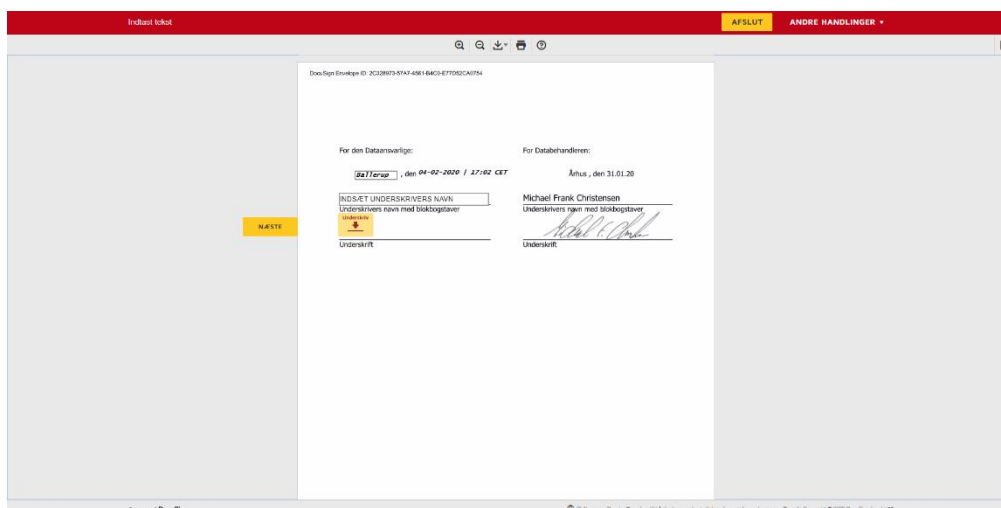 Indtast tekst
AFSLUT
ANDRE HANDLINGER
DocuSign Envelope ID: 2C328973-57A7-4561-B4C0-E77D52CA0754
For den Dataansvarlige: For Databehandleren:
Ballerup , den 04-02-2020 | 17:02 CET Århus , den 31.01.20
INDSÆT UNDERSKRIVERS NAVN Michael Frank Christensen
Underskrivers navn med blokbogstaver Underskrivers navn med blokbogstaver
Underskriv
NÆSTE
Underskrift Underskrift